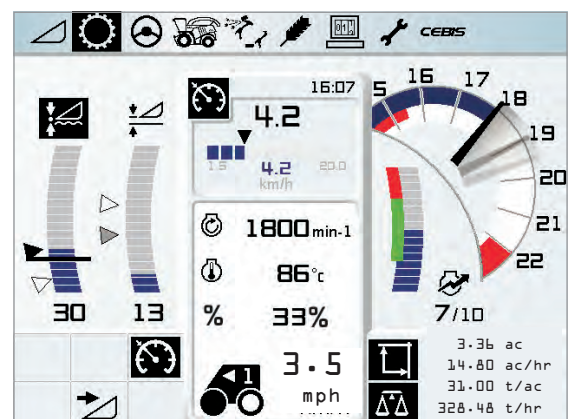 CEBIS
16:07
4.2
1.5 4.2 20.0
km/h
1800 min-1
86°c
% 33%
1
3.5
mph
30
13
5
16
17
18
19
20
21
22
7/10
3.36 ac
14.80 ac/hr
31.00 t/ac
328.48 t/hr